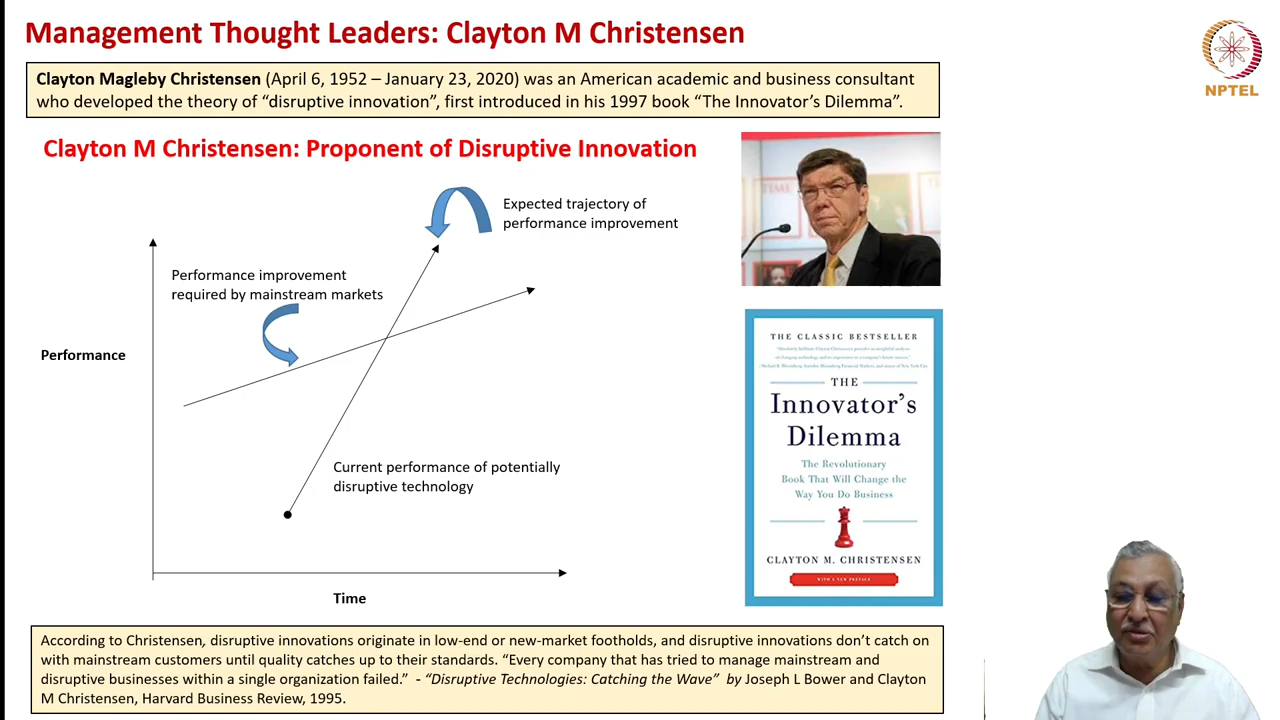 Management Thought Leaders: Clayton M Christensen
NPTEL
Clayton Magleby Christensen (April 6, 1952 – January 23, 2020) was an American academic and business consultant
who developed the theory of “disruptive innovation”, first introduced in his 1997 book “The Innovator’s Dilemma”.
Clayton M Christensen: Proponent of Disruptive Innovation
Expected trajectory of
performance improvement
Performance improvement
required by mainstream markets
Performance
Current performance of potentially
disruptive technology
Time
TIME
THE CLASSIC BESTSELLER
THE
Innovator’s
Dilemma
The Revolutionary
Book That Will Change the
Way You Do Business
CLAYTON M. CHRISTENSEN
WITH A NEW PREFACE
According to Christensen, disruptive innovations originate in low-end or new-market footholds, and disruptive innovations don’t catch on
with mainstream customers until quality catches up to their standards. “Every company that has tried to manage mainstream and
disruptive businesses within a single organization failed.” - “Disruptive Technologies: Catching the Wave” by Joseph L Bower and Clayton
M Christensen, Harvard Business Review, 1995.